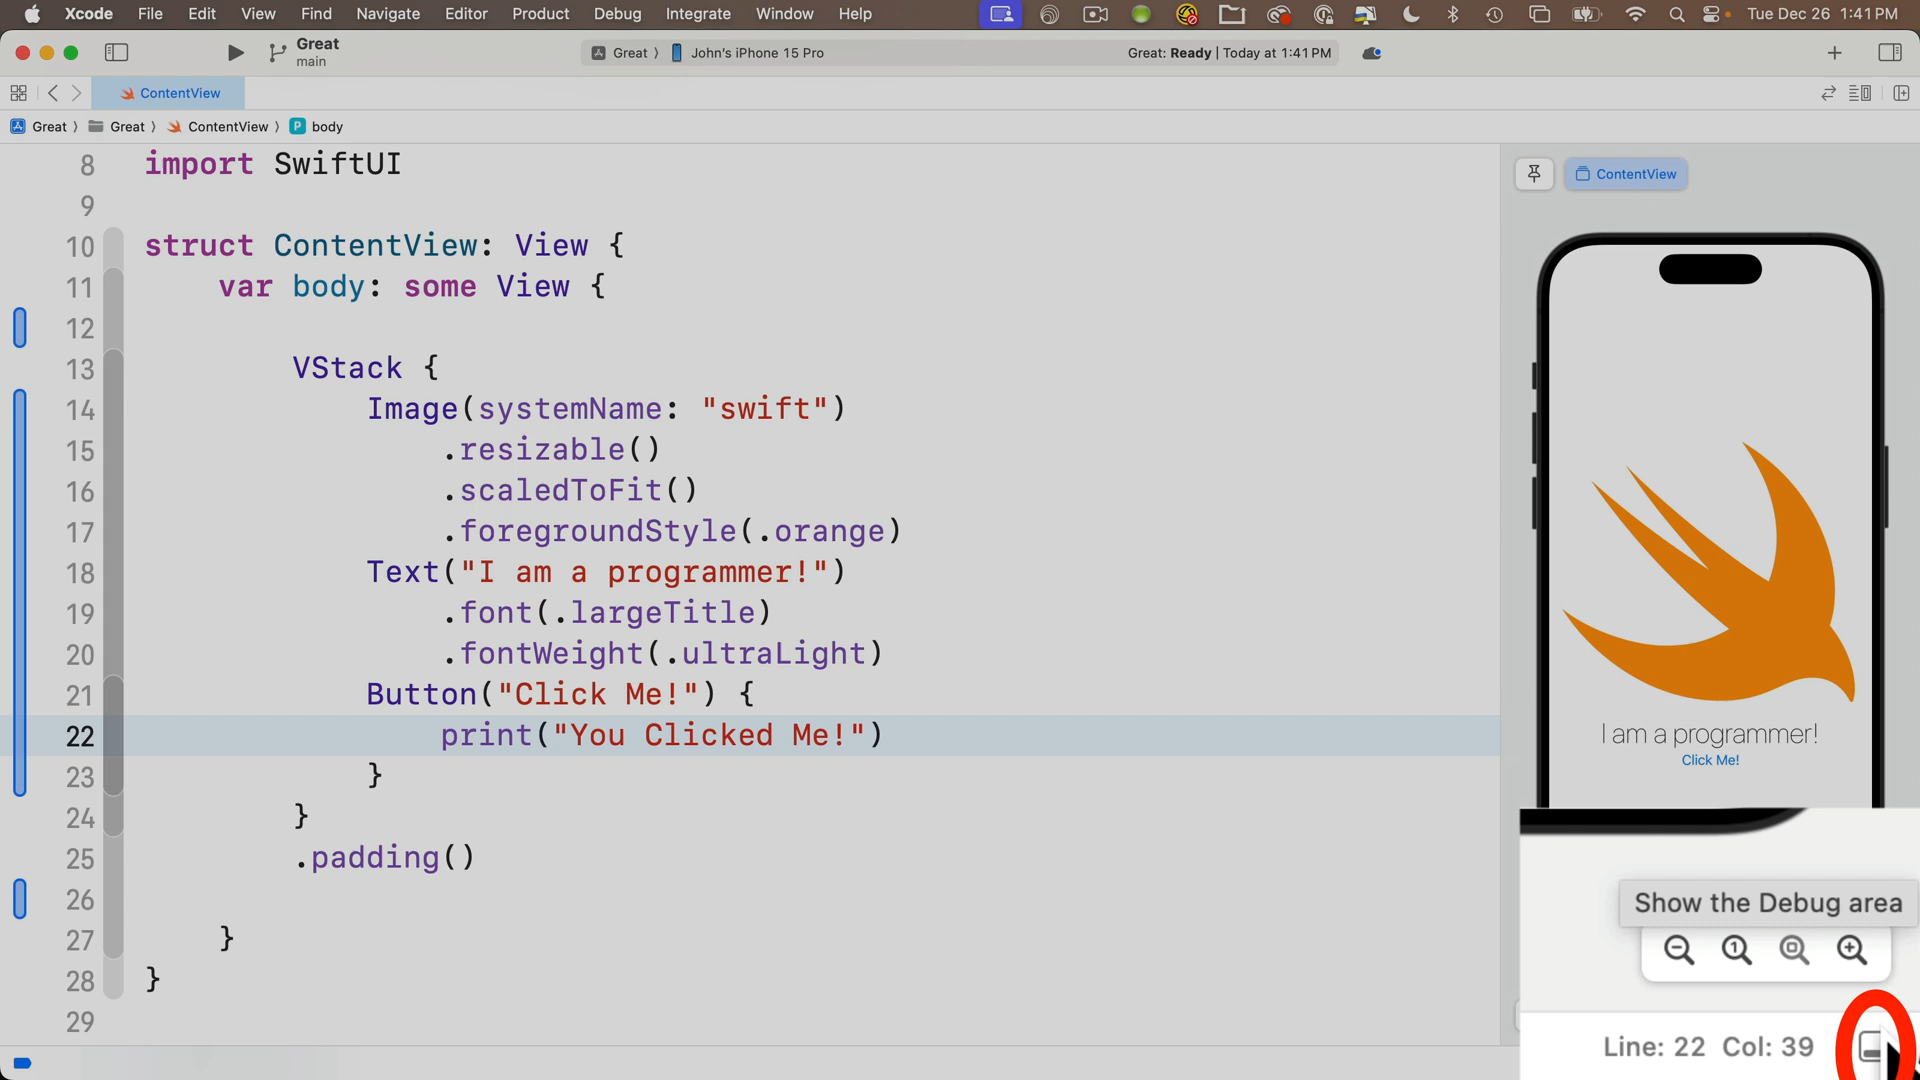 Xcode File Edit View Find Navigate Editor Product Debug Integrate Window Help Tue Dec 26 1:41 PM
Great
main
Great 〉 John's iPhone 15 Pro
Great: Ready | Today at 1:41 PM
ContentView
Great 〉 Great 〉 ContentView 〉 P body
8 import SwiftUI
9
10 struct ContentView: View {
11 var body: some View {
12
13 VStack {
14 Image(systemName: "swift")
15 .resizable()
16 .scaledToFit()
17 .foregroundStyle(.orange)
18 Text("I am a programmer!")
19 .font(.largeTitle)
20 .fontWeight(.ultraLight)
21 Button("Click Me!") {
22 print("You Clicked Me!")
23 }
24 }
25 .padding()
26
27 }
28 }
29
ContentView
I am a programmer!
Click Me!
Show the Debug area
Line: 22 Col: 39